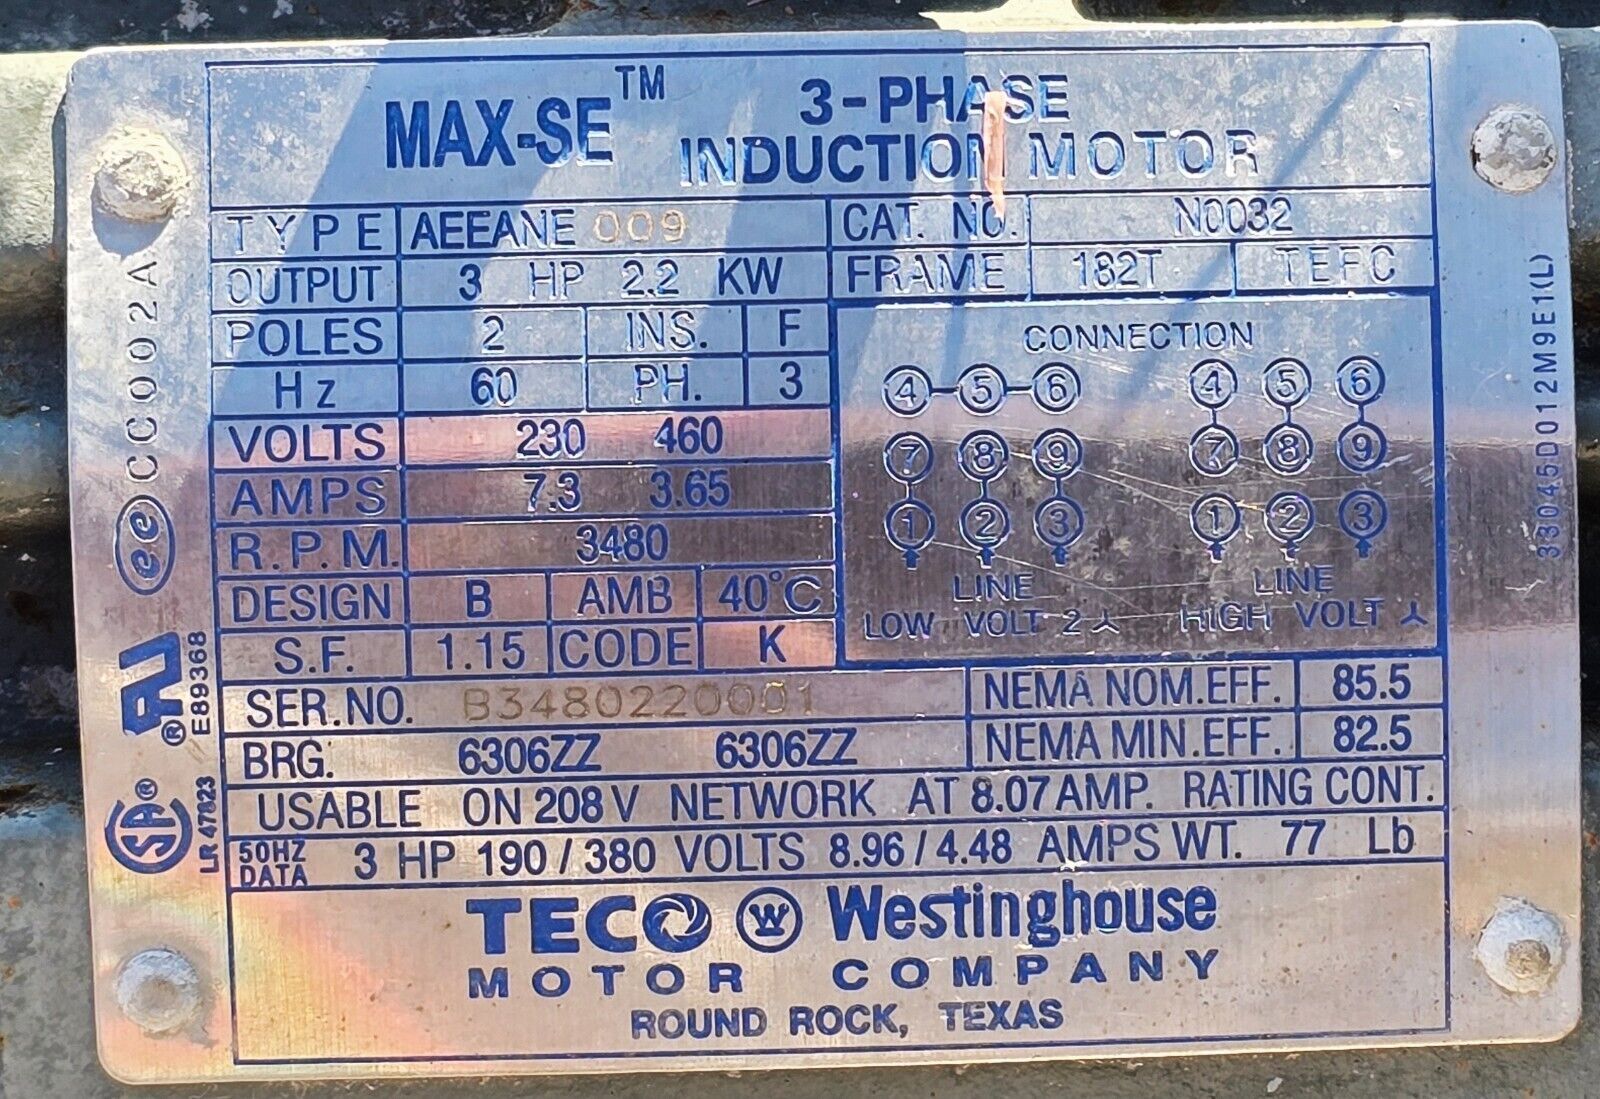 MAX-SE™ 3-PHASE
INDUCTION MOTOR
TYPE AEEANE 009 CAT. NO. N0032
OUTPUT 3 HP 2.2 KW FRAME 182T TEFC
POLES 2 INS. F
Hz 60 PH. 3
VOLTS 230 460
AMPS 7.3 3.65
R.P.M. 3480
DESIGN B AMB 40°C
S.F. 1.15 CODE K
CONNECTION
4-5-6 4 5 6
7 8 9 7 8 9
1 2 3 1 2 3
LINE LINE
LOW VOLT 2⅄ HIGH VOLT ⅄
SER.NO. B3480220001 NEMA NOM.EFF. 85.5
BRG. 6306ZZ 6306ZZ NEMA MIN.EFF. 82.5
USABLE ON 208V NETWORK AT 8.07AMP. RATING CONT.
50HZ DATA 3 HP 190/380 VOLTS 8.96/4.48 AMPS WT. 77 Lb
TECO W Westinghouse
MOTOR COMPANY
ROUND ROCK, TEXAS
ee CC002A
RU® E89368
SA® LR 47823
33045D012M9E1(L)